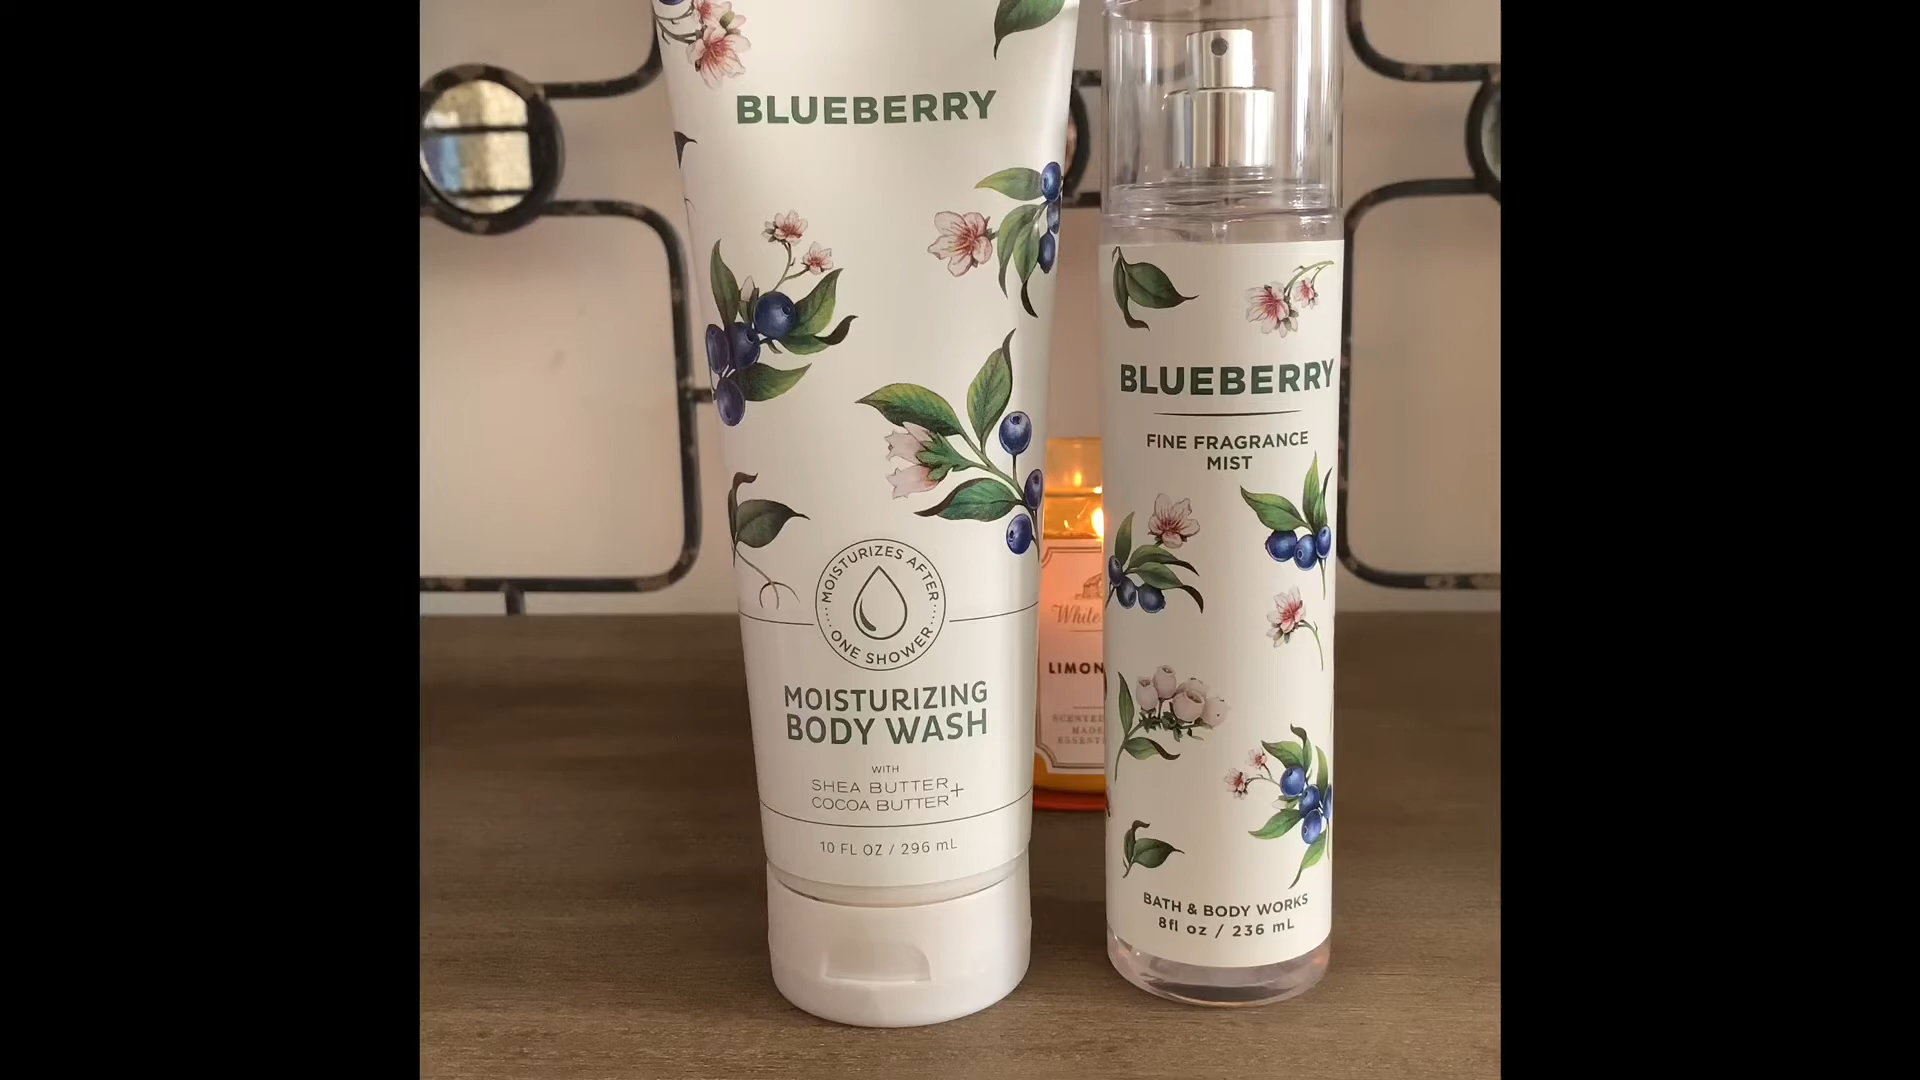 BLUEBERRY
MOISTURIZES AFTER
ONE SHOWER
MOISTURIZING
BODY WASH
WITH
SHEA BUTTER +
COCOA BUTTER
10 FL OZ / 296 mL
White
BLUEBERRY
FINE FRAGRANCE
MIST
BATH & BODY WORKS
8fl oz / 236 mL